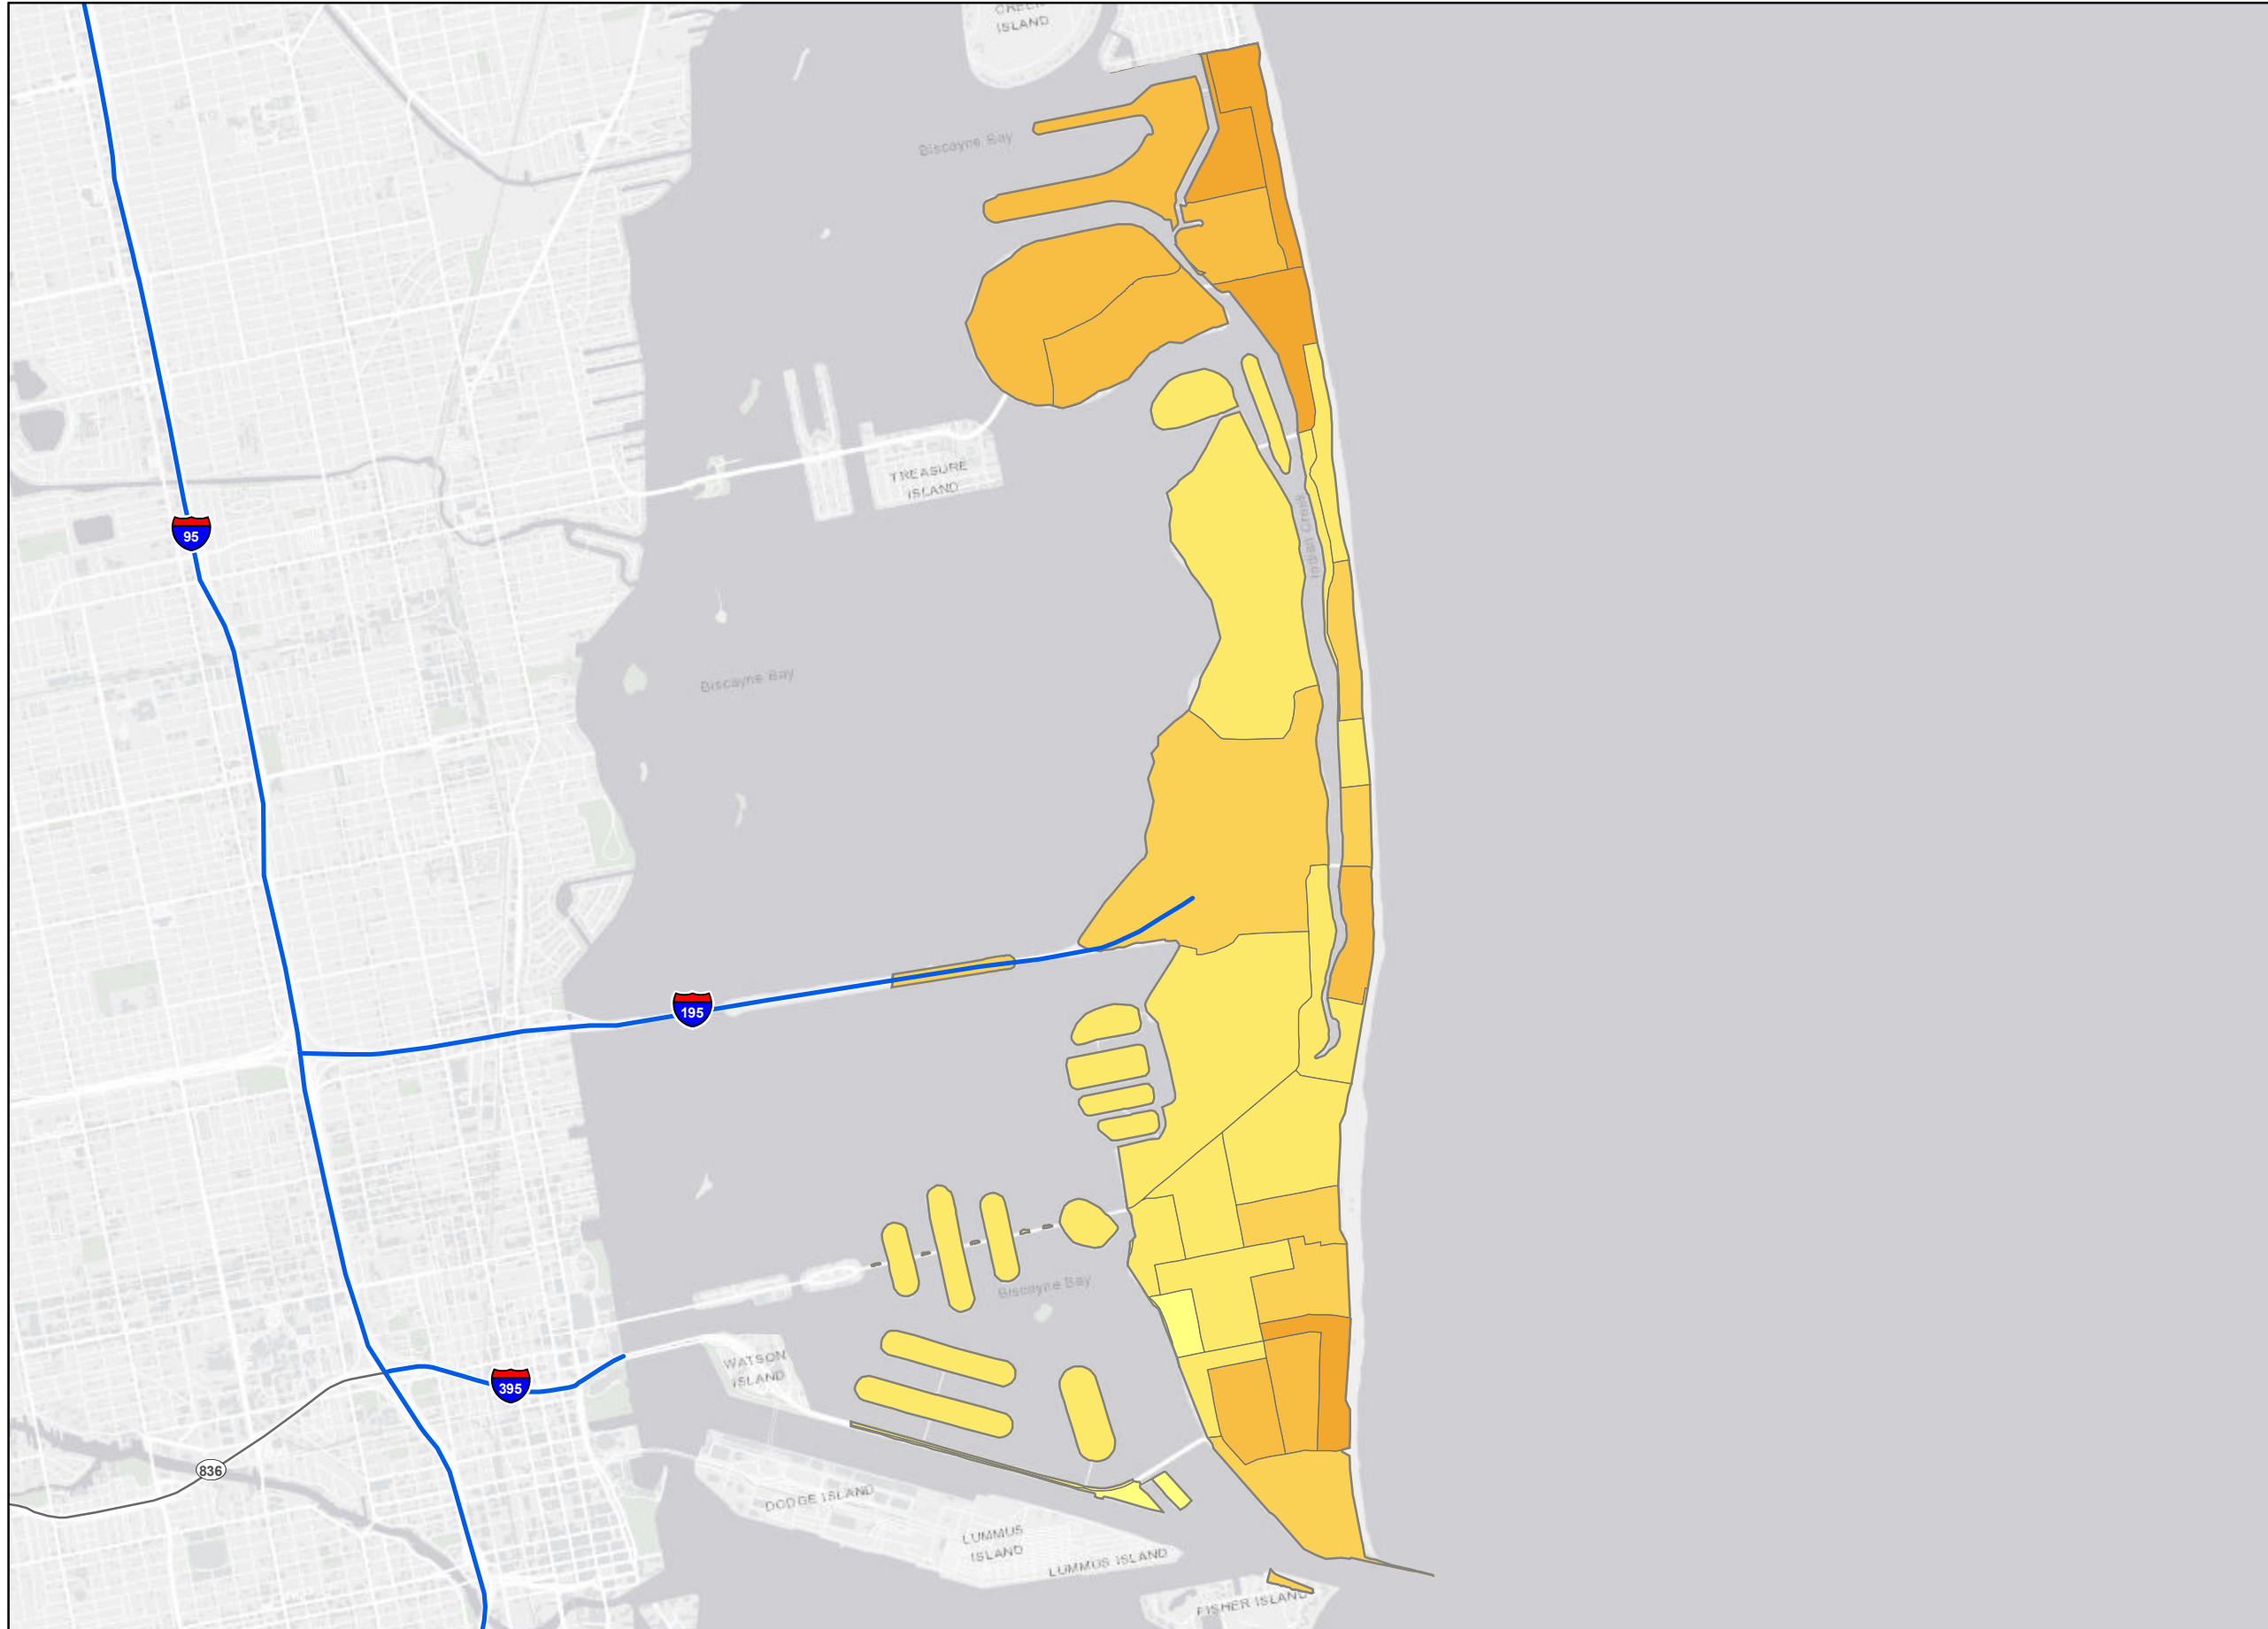 ISLAND
Biscayne Bay
TREASURE
ISLAND
Indian Creek
95
Biscayne Bay
195
Biscayne Bay
WATSON
ISLAND
395
836
DODGE ISLAND
LUMMUS
ISLAND
LUMMUS ISLAND
FISHER ISLAND